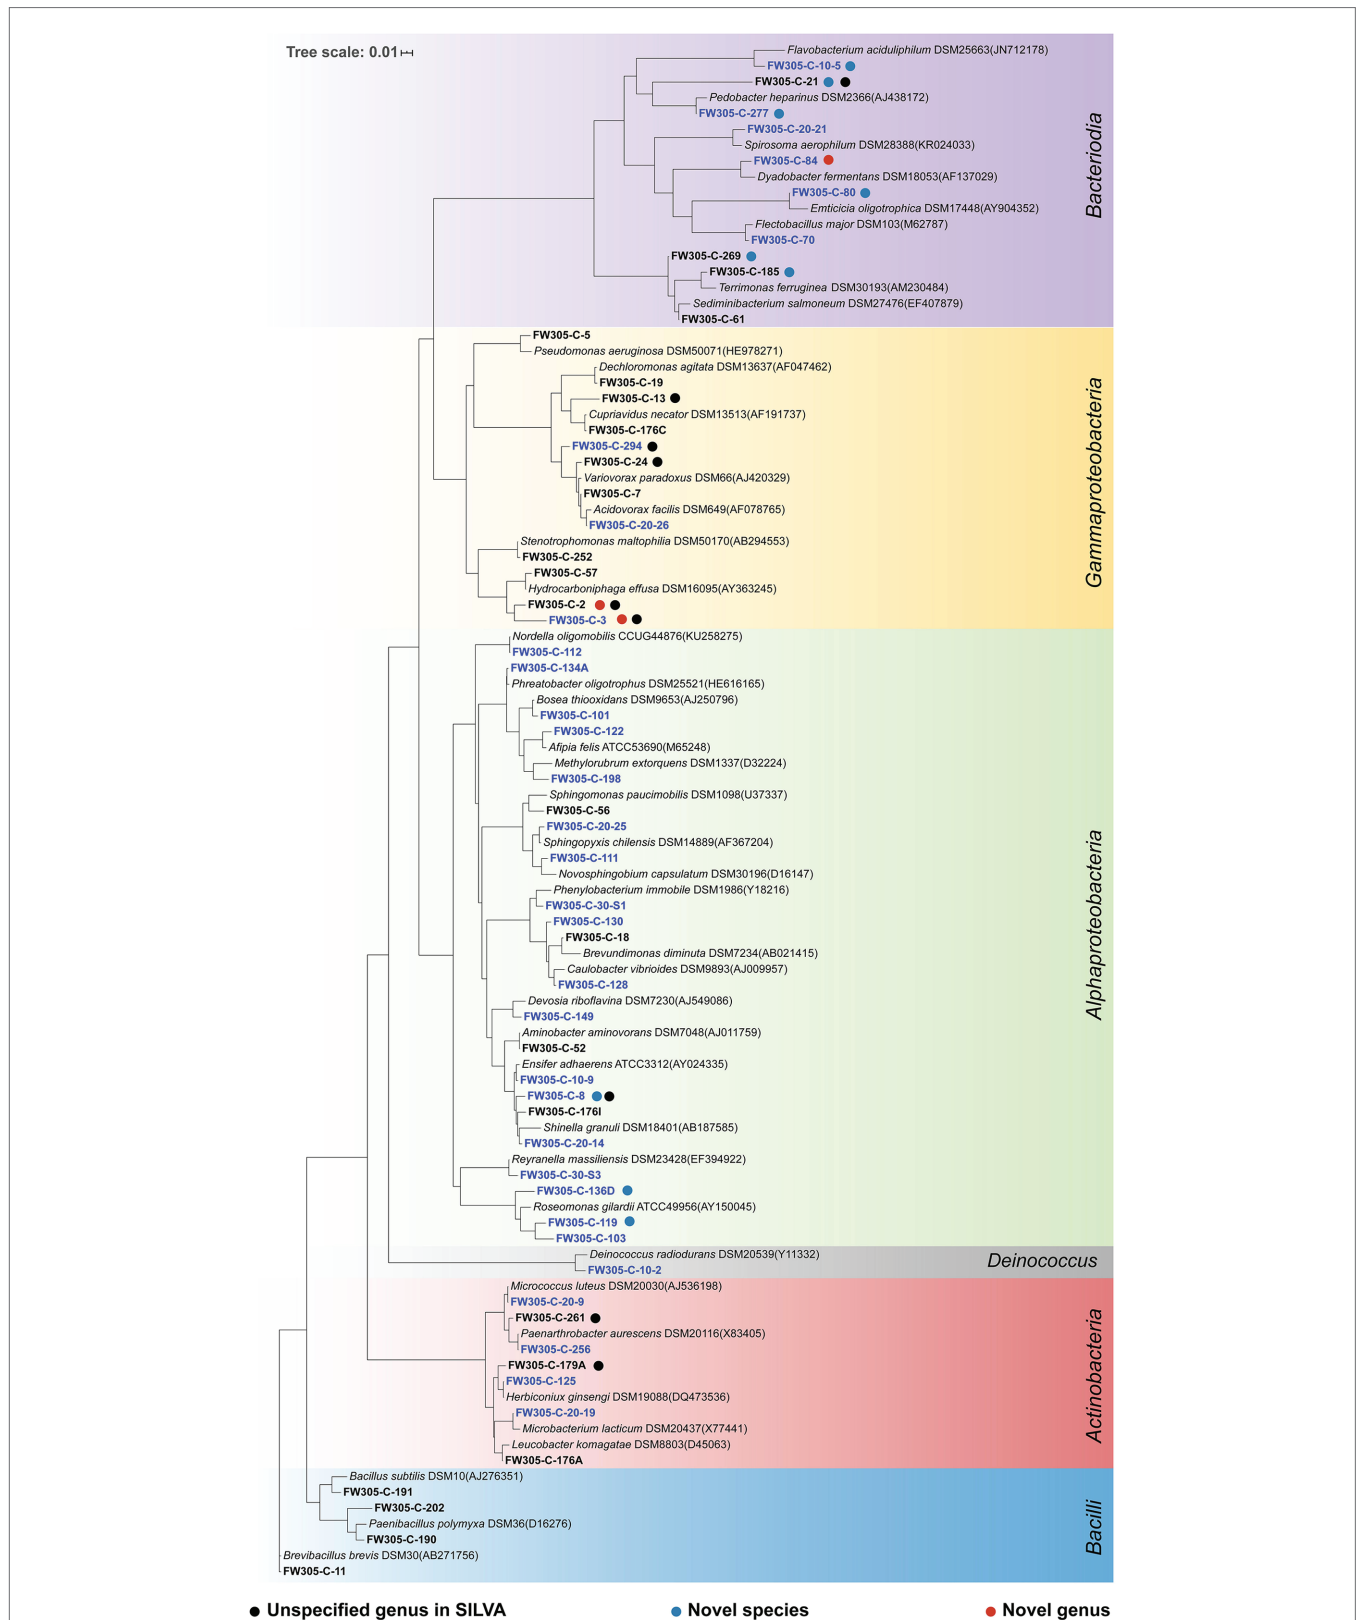 Tree scale: 0.01
Flavobacterium aciduliphilum DSM25663(JN712178)
FW305-C-10-5
FW305-C-21
Pedobacter heparinus DSM2366(AJ438172)
FW305-C-277
FW305-C-20-21
Spirosoma aerophilum DSM28388(KR024033)
FW305-C-84
Dyadobacter fermentans DSM18053(AF137029)
FW305-C-80
Emticicia oligotrophica DSM17448(AY904352)
Flectobacillus major DSM103(M62787)
FW305-C-70
FW305-C-269
FW305-C-185
Terrimonas ferruginea DSM30193(AM230484)
Sediminibacterium salmoneum DSM27476(EF407879)
FW305-C-61
Bacteriodia
FW305-C-5
Pseudomonas aeruginosa DSM50071(HE978271)
Dechloromonas agitata DSM13637(AF047462)
FW305-C-19
FW305-C-13
Cupriavidus necator DSM13513(AF191737)
FW305-C-176C
FW305-C-294
FW305-C-24
Variovorax paradoxus DSM66(AJ420329)
FW305-C-7
Acidovorax facilis DSM649(AF078765)
FW305-C-20-26
Stenotrophomonas maltophilia DSM50170(AB294553)
FW305-C-252
FW305-C-57
Hydrocarboniphaga effusa DSM16095(AY363245)
FW305-C-2
FW305-C-3
Gammaproteobacteria
Nordella oligomobilis CCUG44876(KU258275)
FW305-C-112
FW305-C-134A
Phreatobacter oligotrophus DSM25521(HE616165)
Bosea thiooxidans DSM9653(AJ250796)
FW305-C-101
FW305-C-122
Afipia felis ATCC53690(M65248)
Methylorubrum extorquens DSM1337(D32224)
FW305-C-198
Sphingomonas paucimobilis DSM1098(U37337)
FW305-C-56
FW305-C-20-25
Sphingopyxis chilensis DSM14889(AF367204)
FW305-C-111
Novosphingobium capsulatum DSM30196(D16147)
Phenylobacterium immobile DSM1986(Y18216)
FW305-C-30-S1
FW305-C-130
FW305-C-18
Brevundimonas diminuta DSM7234(AB021415)
Caulobacter vibrioides DSM9893(AJ009957)
FW305-C-128
Devosia riboflavina DSM7230(AJ549086)
FW305-C-149
Aminobacter aminovorans DSM7048(AJ011759)
FW305-C-52
Ensifer adhaerens ATCC3312(AY024335)
FW305-C-10-9
FW305-C-8
FW305-C-176I
Shinella granuli DSM18401(AB187585)
FW305-C-20-14
Reyranella massiliensis DSM23428(EF394922)
FW305-C-30-S3
FW305-C-136D
Roseomonas gilardii ATCC49956(AY150045)
FW305-C-119
FW305-C-103
Alphaproteobacteria
Deinococcus radiodurans DSM20539(Y11332)
FW305-C-10-2
Deinococcus
Micrococcus luteus DSM20030(AJ536198)
FW305-C-20-9
FW305-C-261
Paenarthrobacter aurescens DSM20116(X83405)
FW305-C-256
FW305-C-179A
FW305-C-125
Herbiconiux ginsengi DSM19088(DQ473536)
FW305-C-20-19
Microbacterium lacticum DSM20437(X77441)
Leucobacter komagatae DSM8803(D45063)
FW305-C-176A
Actinobacteria
Bacillus subtilis DSM10(AJ276351)
FW305-C-191
FW305-C-202
Paenibacillus polymyxa DSM36(D16276)
FW305-C-190
Brevibacillus brevis DSM30(AB271756)
FW305-C-11
Bacilli
Unspecified genus in SILVA
Novel species
Novel genus